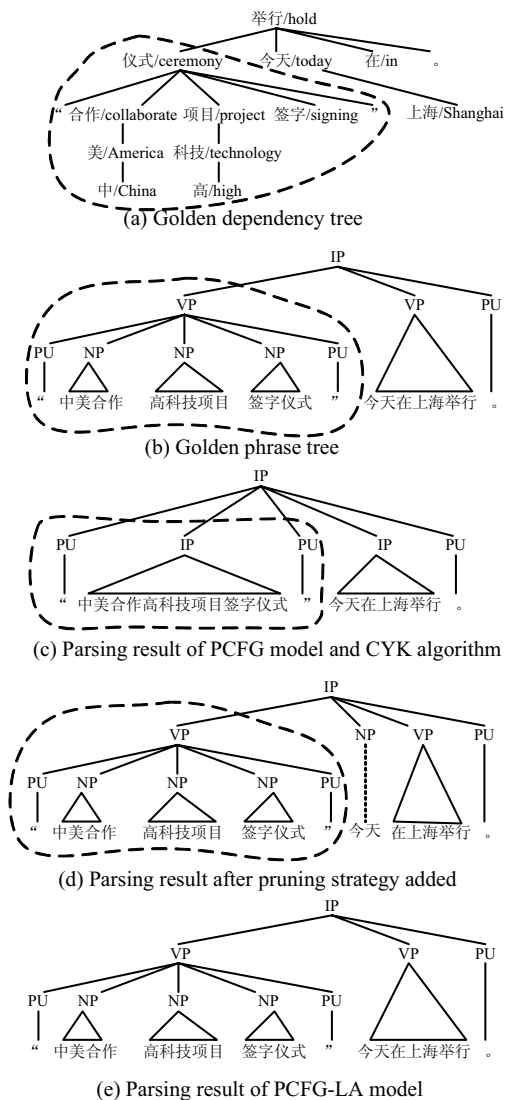 举行/hold
仪式/ceremony 今天/today 在/in 。
“ 合作/collaborate 项目/project 签字/signing ” 上海/Shanghai
美/America 科技/technology
中/China 高/high
(a) Golden dependency tree
IP
VP VP PU
PU NP NP NP PU
“ 中美合作 高科技项目 签字仪式 ” 今天在上海举行 。
(b) Golden phrase tree
IP
PU IP PU IP PU
“ 中美合作高科技项目签字仪式 ” 今天在上海举行 。
(c) Parsing result of PCFG model and CYK algorithm
IP
VP NP VP PU
PU NP NP NP PU
“ 中美合作 高科技项目 签字仪式 ” 今天 在上海举行 。
(d) Parsing result after pruning strategy added
IP
VP VP PU
PU NP NP NP PU
“ 中美合作 高科技项目 签字仪式 ” 今天在上海举行 。
(e) Parsing result of PCFG-LA model